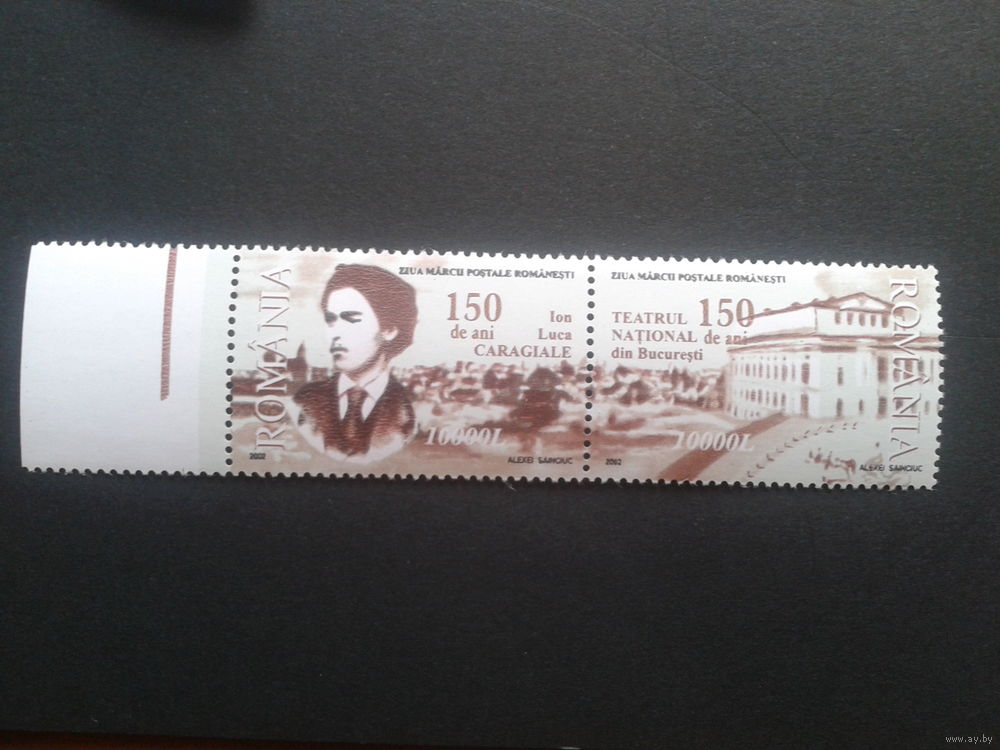 ROMÂNIA
ZIUA MĂRCII POȘTALE ROMÂNEȘTI
150
de ani
Ion
Luca
CARAGIALE
10000L
2002
ALEXEI SAINCIUC
ZIUA MĂRCII POȘTALE ROMÂNEȘTI
TEATRUL 150
NAȚIONAL de ani
din București
ROMÂNIA
10000L
2002
ALEXEI SAINCIUC
www.ay.by